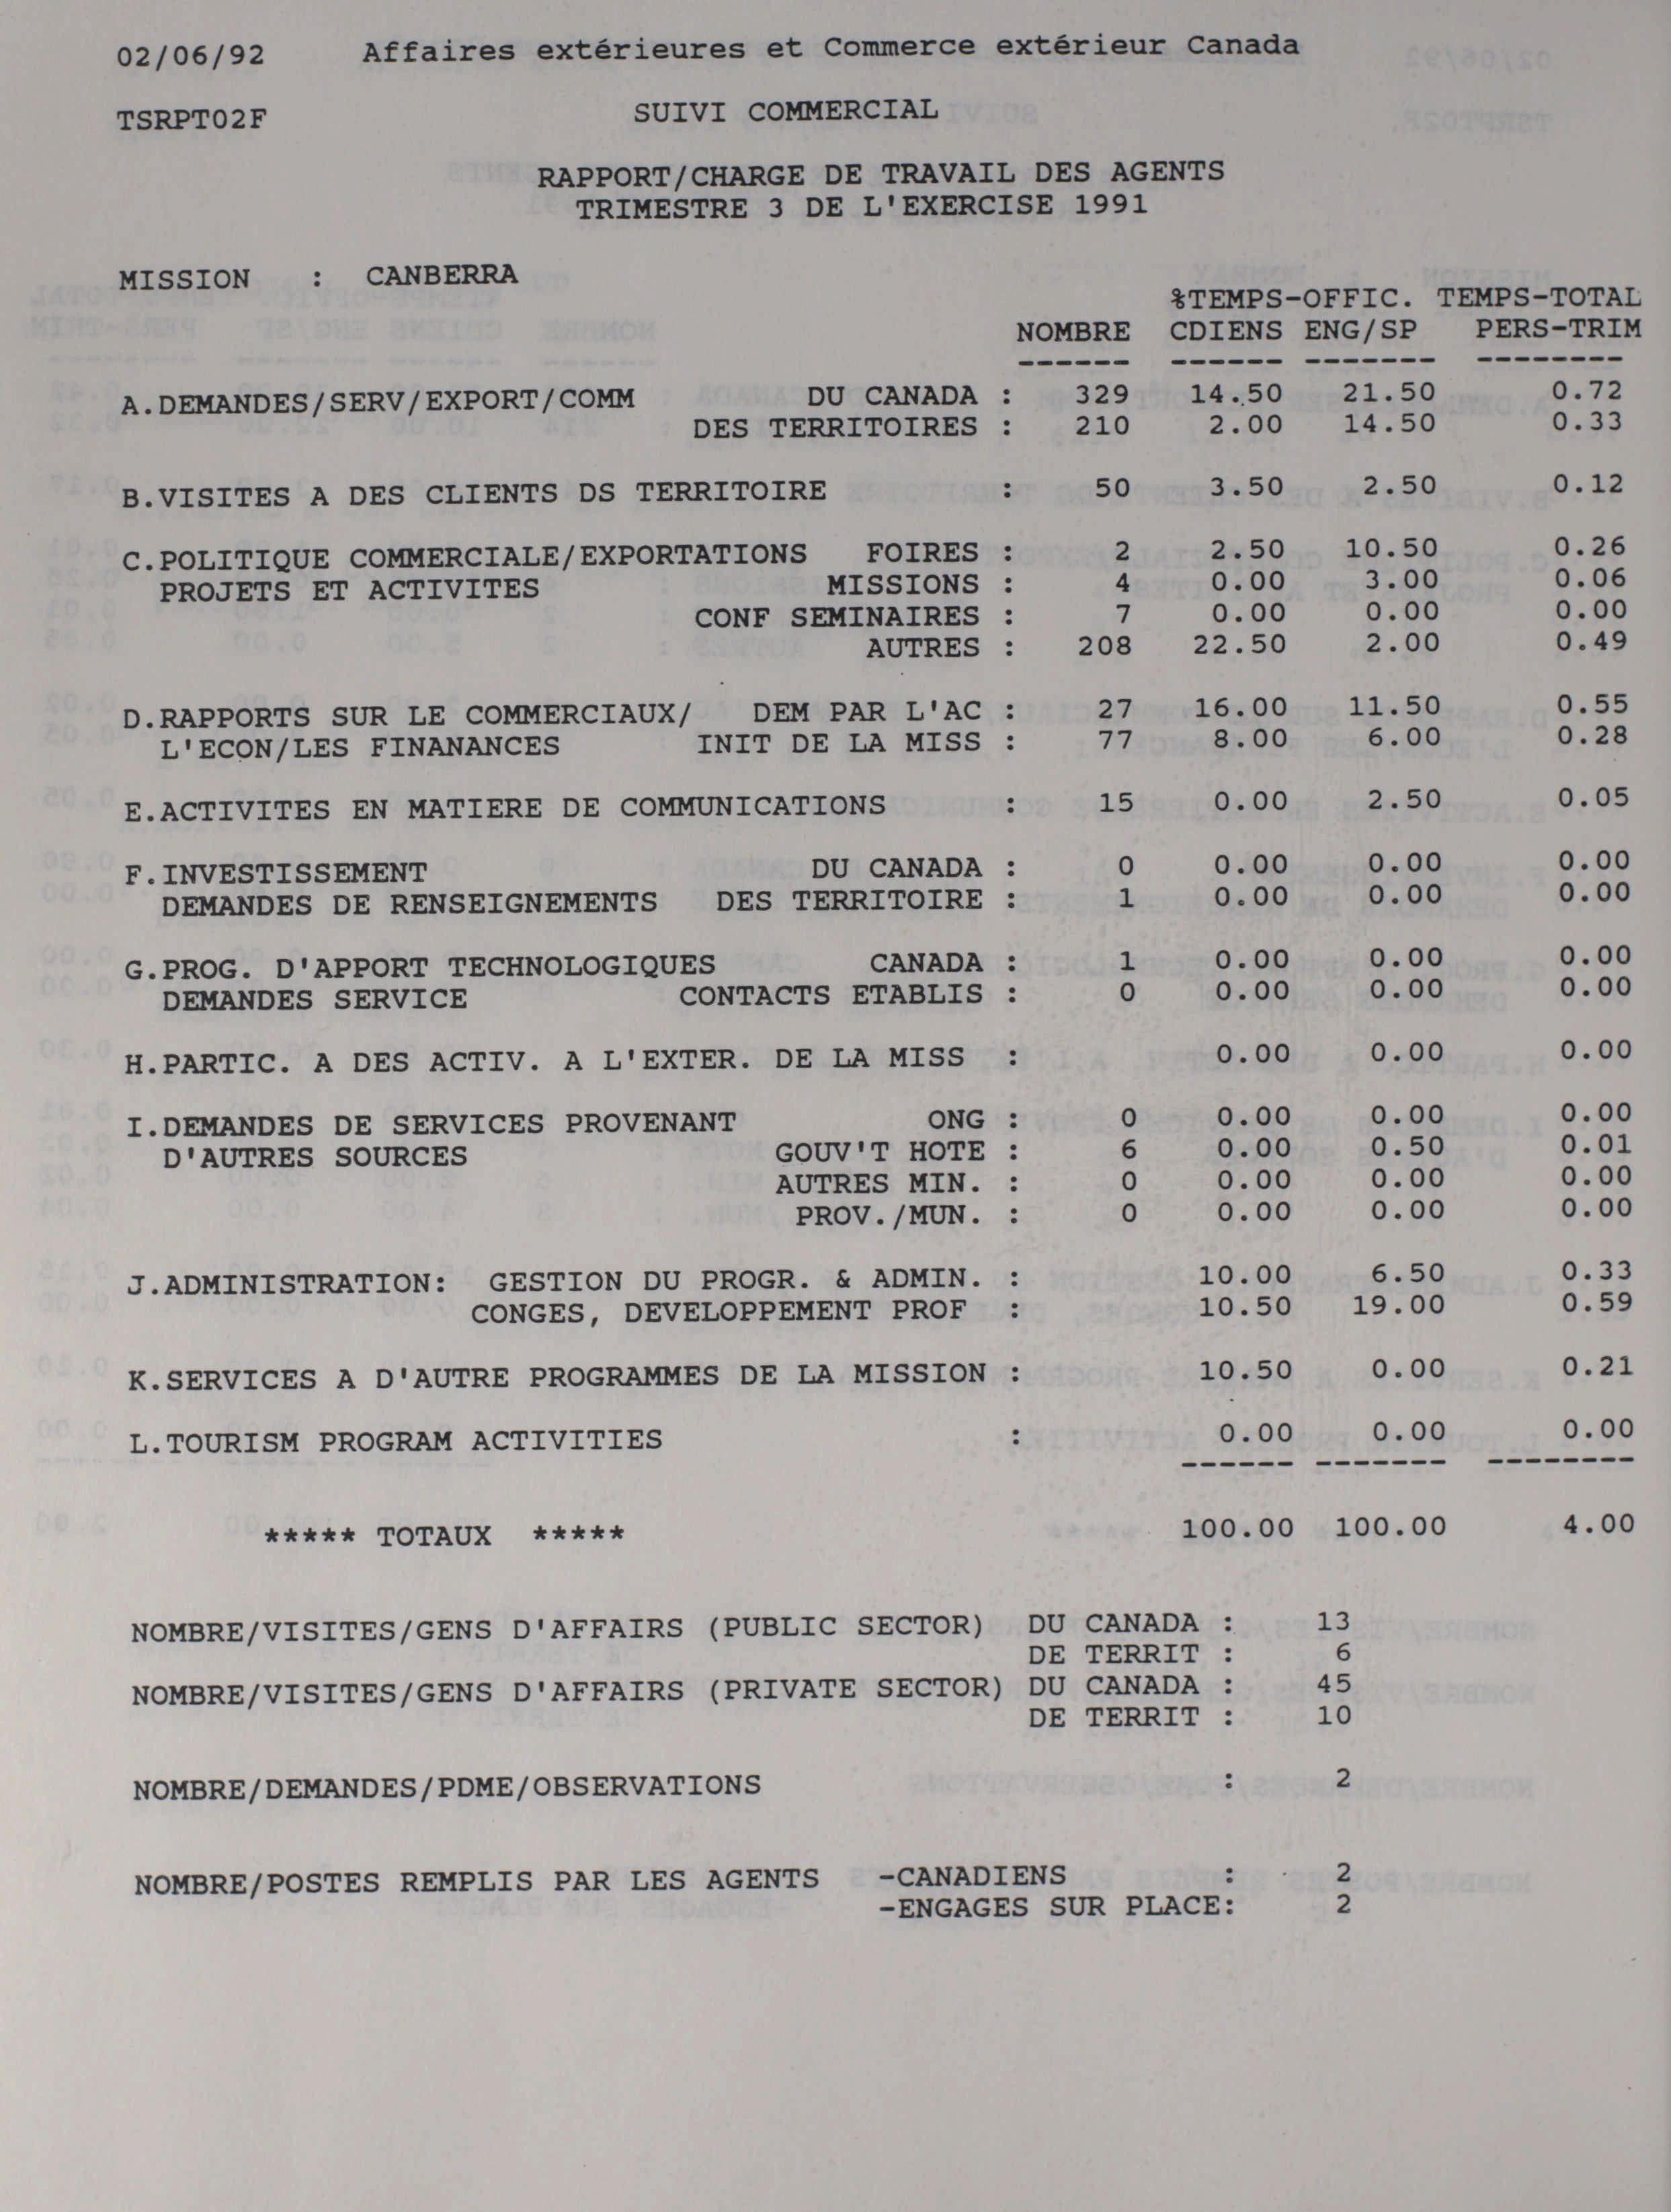 02/06/92 Affaires extérieures et Commerce extérieur Canada
TSRPT02F SUIVI COMMERCIAL
RAPPORT/CHARGE DE TRAVAIL DES AGENTS
TRIMESTRE 3 DE L'EXERCISE 1991
MISSION : CANBERRA
%TEMPS-OFFIC. TEMPS-TOTAL
NOMBRE CDIENS ENG/SP PERS-TRIM
------ ------ ------- --------
A.DEMANDES/SERV/EXPORT/COMM DU CANADA : 329 14.50 21.50 0.72
DES TERRITOIRES : 210 2.00 14.50 0.33
B.VISITES A DES CLIENTS DS TERRITOIRE : 50 3.50 2.50 0.12
C.POLITIQUE COMMERCIALE/EXPORTATIONS FOIRES : 2 2.50 10.50 0.26
PROJETS ET ACTIVITES MISSIONS : 4 0.00 3.00 0.06
CONF SEMINAIRES : 7 0.00 0.00 0.00
AUTRES : 208 22.50 2.00 0.49
D.RAPPORTS SUR LE COMMERCIAUX/ DEM PAR L'AC : 27 16.00 11.50 0.55
L'ECON/LES FINANANCES INIT DE LA MISS : 77 8.00 6.00 0.28
E.ACTIVITES EN MATIERE DE COMMUNICATIONS : 15 0.00 2.50 0.05
F.INVESTISSEMENT DU CANADA : 0 0.00 0.00 0.00
DEMANDES DE RENSEIGNEMENTS DES TERRITOIRE : 1 0.00 0.00 0.00
G.PROG. D'APPORT TECHNOLOGIQUES CANADA : 1 0.00 0.00 0.00
DEMANDES SERVICE CONTACTS ETABLIS : 0 0.00 0.00 0.00
H.PARTIC. A DES ACTIV. A L'EXTER. DE LA MISS : 0.00 0.00 0.00
I.DEMANDES DE SERVICES PROVENANT ONG : 0 0.00 0.00 0.00
D'AUTRES SOURCES GOUV'T HOTE : 6 0.00 0.50 0.01
AUTRES MIN. : 0 0.00 0.00 0.00
PROV./MUN. : 0 0.00 0.00 0.00
J.ADMINISTRATION: GESTION DU PROGR. & ADMIN. : 10.00 6.50 0.33
CONGES, DEVELOPPEMENT PROF : 10.50 19.00 0.59
K.SERVICES A D'AUTRE PROGRAMMES DE LA MISSION : 10.50 0.00 0.21
L.TOURISM PROGRAM ACTIVITIES : 0.00 0.00 0.00
------ ------- --------
***** TOTAUX ***** 100.00 100.00 4.00
NOMBRE/VISITES/GENS D'AFFAIRS (PUBLIC SECTOR) DU CANADA : 13
DE TERRIT : 6
NOMBRE/VISITES/GENS D'AFFAIRS (PRIVATE SECTOR) DU CANADA : 45
DE TERRIT : 10
NOMBRE/DEMANDES/PDME/OBSERVATIONS : 2
NOMBRE/POSTES REMPLIS PAR LES AGENTS -CANADIENS : 2
-ENGAGES SUR PLACE: 2